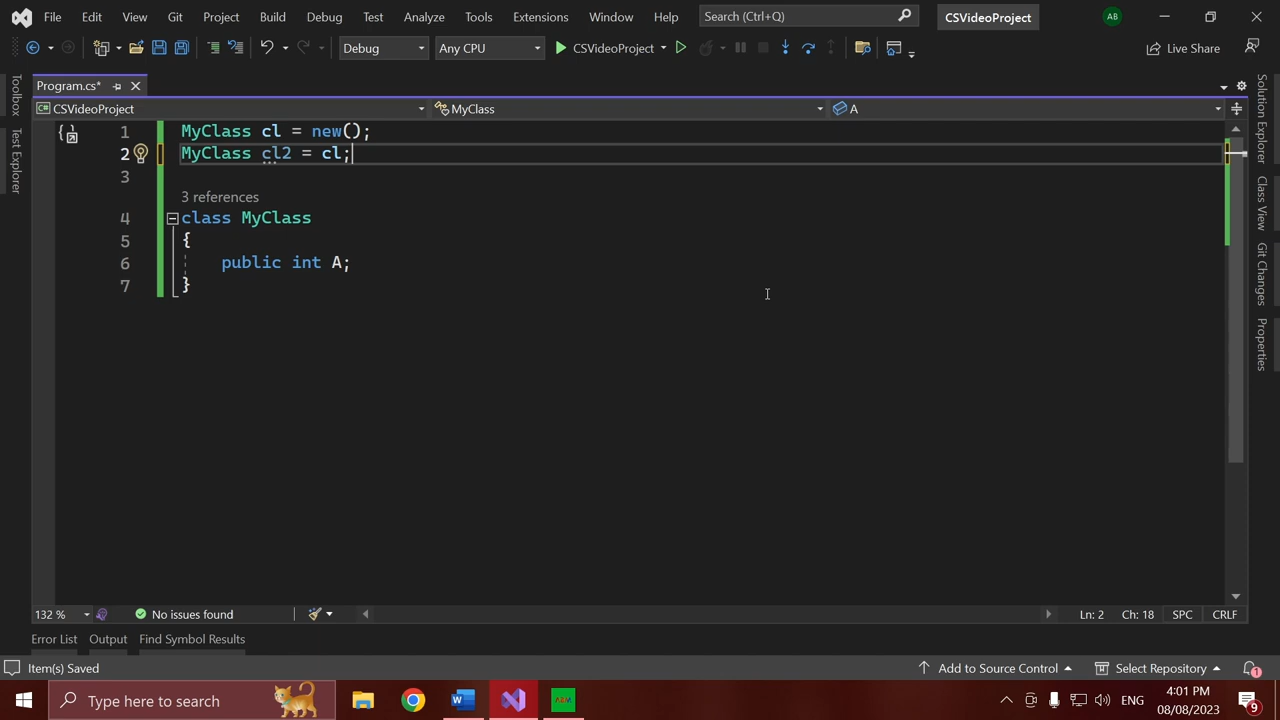 File Edit View Git Project Build Debug Test Analyze Tools Extensions Window Help Search (Ctrl+Q) CSVideoProject AB
Debug Any CPU CSVideoProject Live Share
Program.cs*
CSVideoProject MyClass A
Toolbox
Test Explorer
1 MyClass cl = new();
2 MyClass cl2 = cl;
3
3 references
4 class MyClass
5 {
6 public int A;
7 }
Solution Explorer
Class View
Git Changes
Properties
132 % No issues found Ln: 2 Ch: 18 SPC CRLF
Error List Output Find Symbol Results
Item(s) Saved Add to Source Control Select Repository 1
Type here to search ENG 4:01 PM
08/08/2023 9